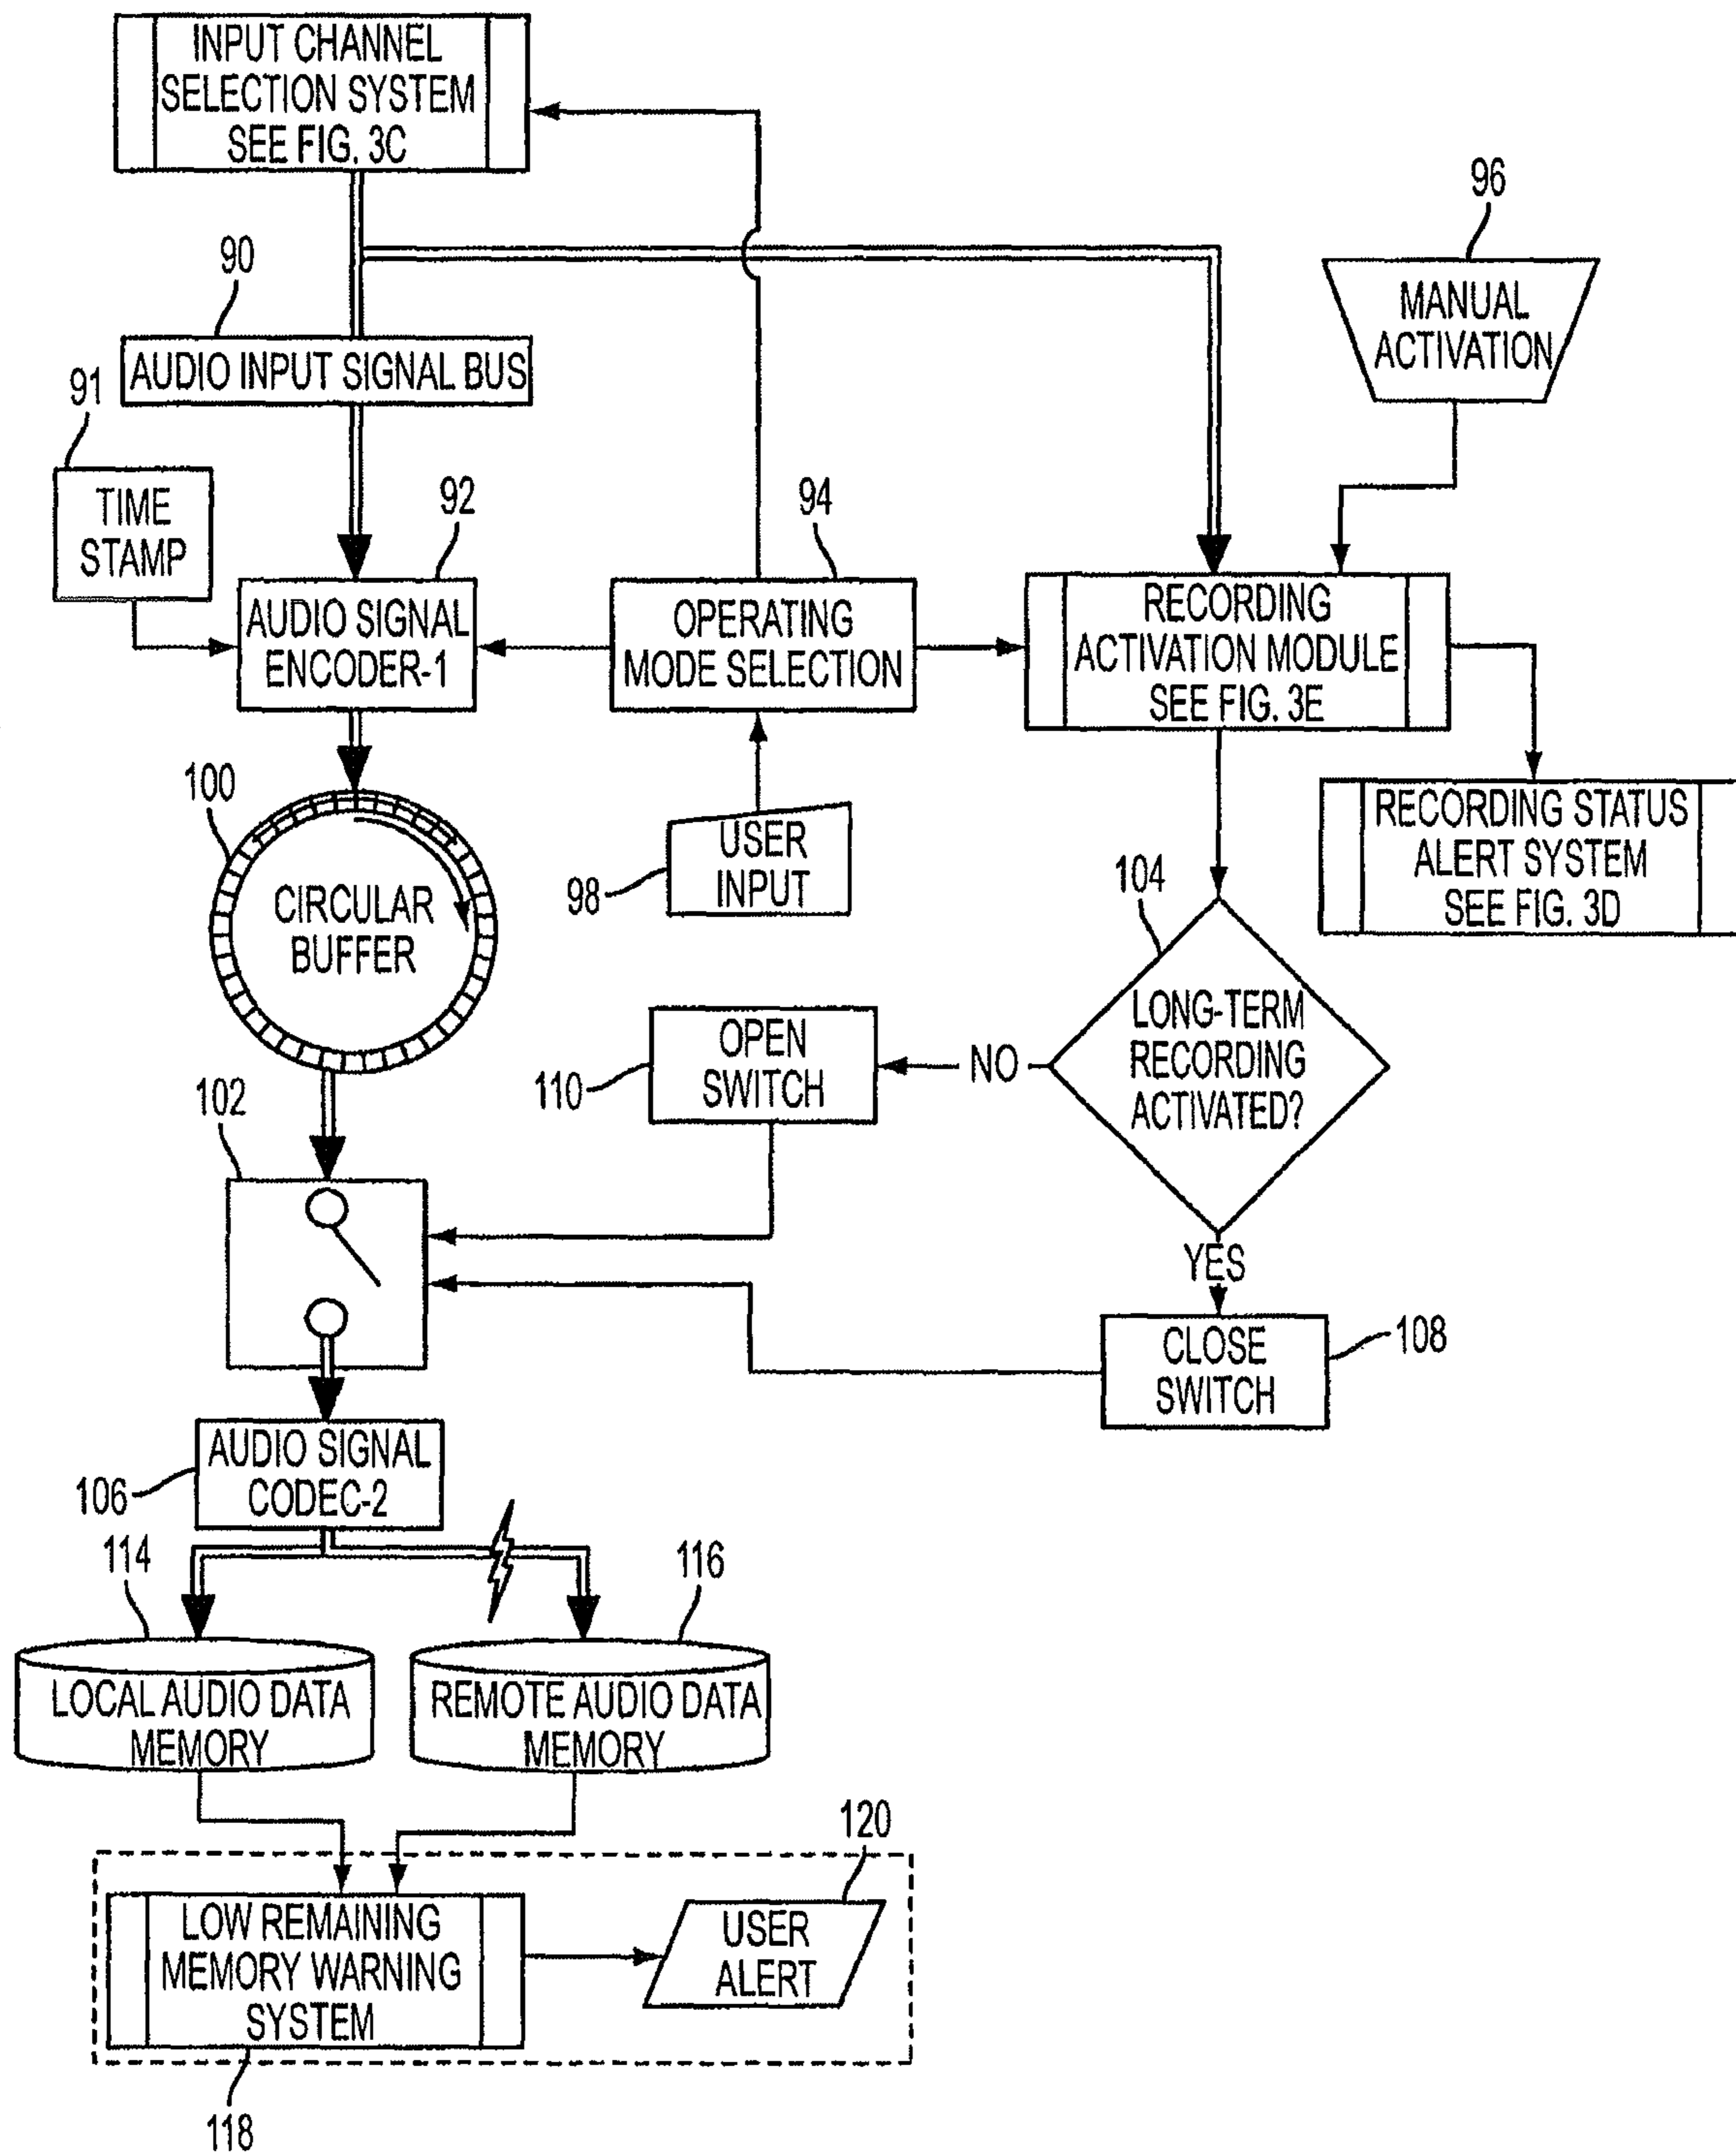 INPUT CHANNEL
SELECTION SYSTEM
SEE FIG. 3C
96
90
MANUAL
ACTIVATION
AUDIO INPUT SIGNAL BUS
91
TIME
STAMP
92
94
AUDIO SIGNAL
ENCODER-1
OPERATING
MODE SELECTION
RECORDING
ACTIVATION MODULE
SEE FIG. 3E
100
CIRCULAR
BUFFER
USER
INPUT
98
RECORDING STATUS
ALERT SYSTEM
SEE FIG. 3D
104
LONG-TERM
RECORDING
ACTIVATED?
NO
OPEN
SWITCH
110
102
YES
CLOSE
SWITCH
108
AUDIO SIGNAL
CODEC-2
106
114
116
LOCAL AUDIO DATA
MEMORY
REMOTE AUDIO DATA
MEMORY
120
LOW REMAINING
MEMORY WARNING
SYSTEM
USER
ALERT
118